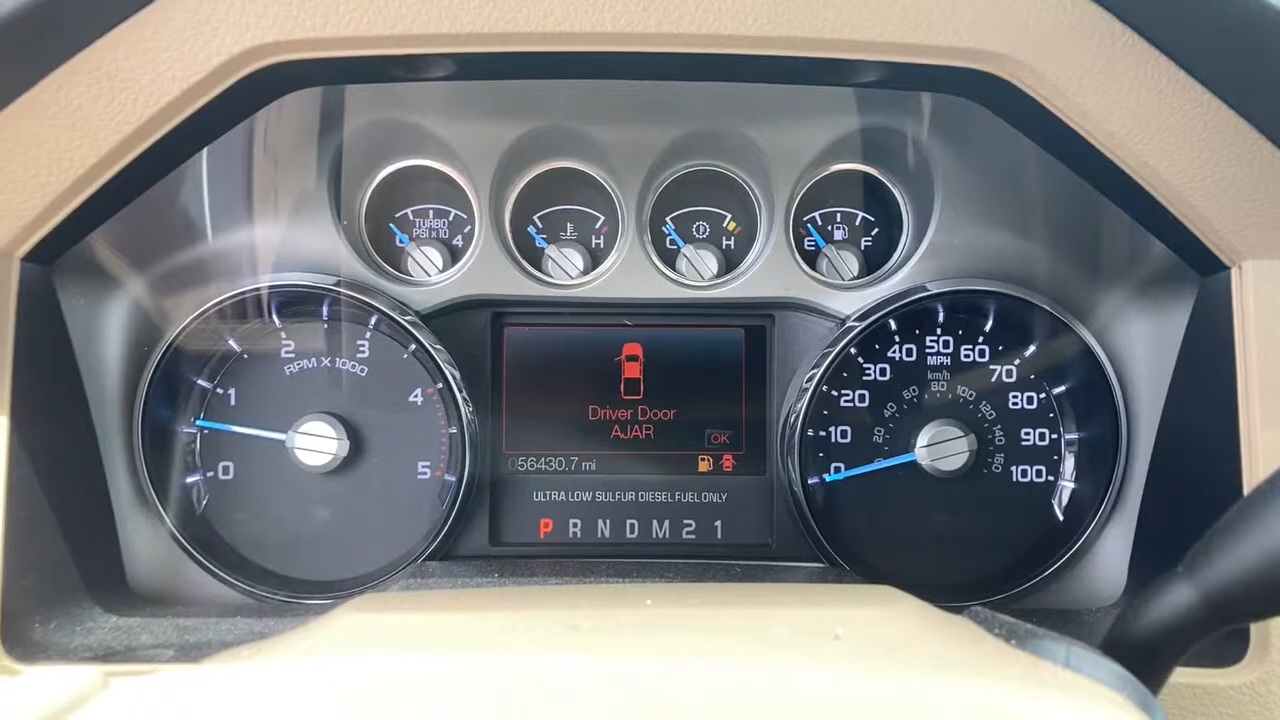 TURBO
PSI x 10
0 4
C H
C H
E F
0 1 2 3 4 5
RPM X 1000
Driver Door
AJAR
OK
056430.7 mi
ULTRA LOW SULFUR DIESEL FUEL ONLY
P R N D M 2 1
0 10 20 30 40 50 60 70 80 90 100
MPH
km/h
20 40 60 80 100 120 140 160